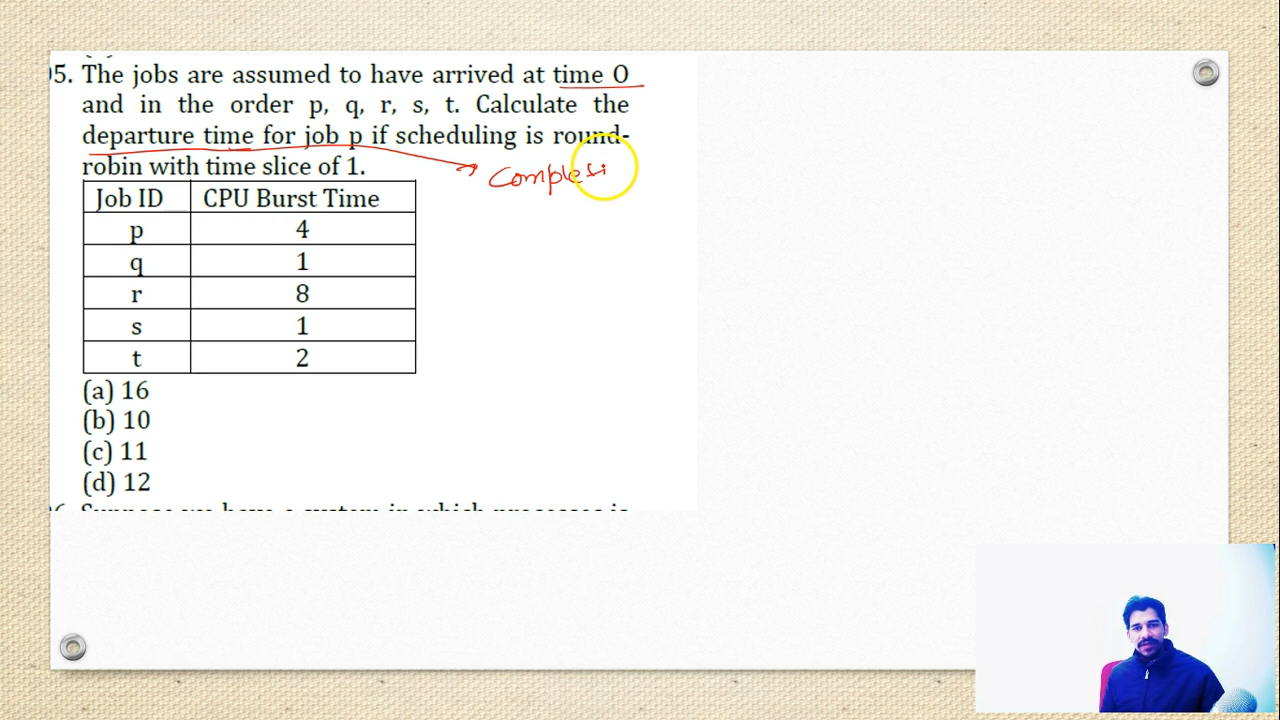 05. The jobs are assumed to have arrived at time 0
and in the order p, q, r, s, t. Calculate the
departure time for job p if scheduling is round-
robin with time slice of 1.
Completi
Job ID CPU Burst Time
p 4
q 1
r 8
s 1
t 2
(a) 16
(b) 10
(c) 11
(d) 12